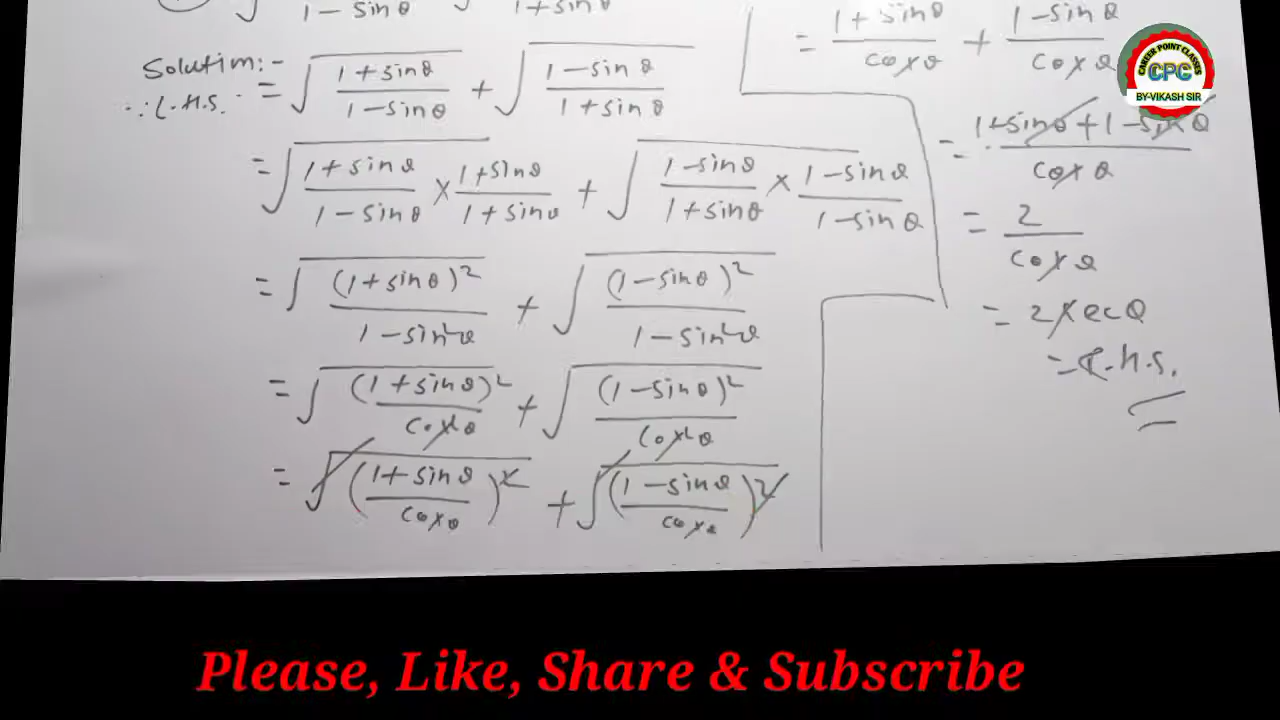 √(1 - sinθ) √(1 + sinθ)
Solution:- = √((1+sinθ)/(1-sinθ)) + √((1-sinθ)/(1+sinθ))
∵ L.H.S.
= √((1+sinθ)/(1-sinθ) × (1+sinθ)/(1+sinθ)) + √((1-sinθ)/(1+sinθ) × (1-sinθ)/(1-sinθ))
= √((1+sinθ)²/(1-sin²θ)) + √((1-sinθ)²/(1-sin²θ))
= √((1+sinθ)²/cos²θ) + √((1-sinθ)²/cos²θ)
= √((1+sinθ)/cosθ)² + √((1-sinθ)/cosθ)²
= (1+sinθ)/cosθ + (1-sinθ)/cosθ
= (1+sinθ+1-sinθ)/cosθ
= 2/cosθ
= 2secθ
= R.H.S.
CAREER POINT CLASSES
CPC
BY-VIKASH SIR
Please, Like, Share & Subscribe